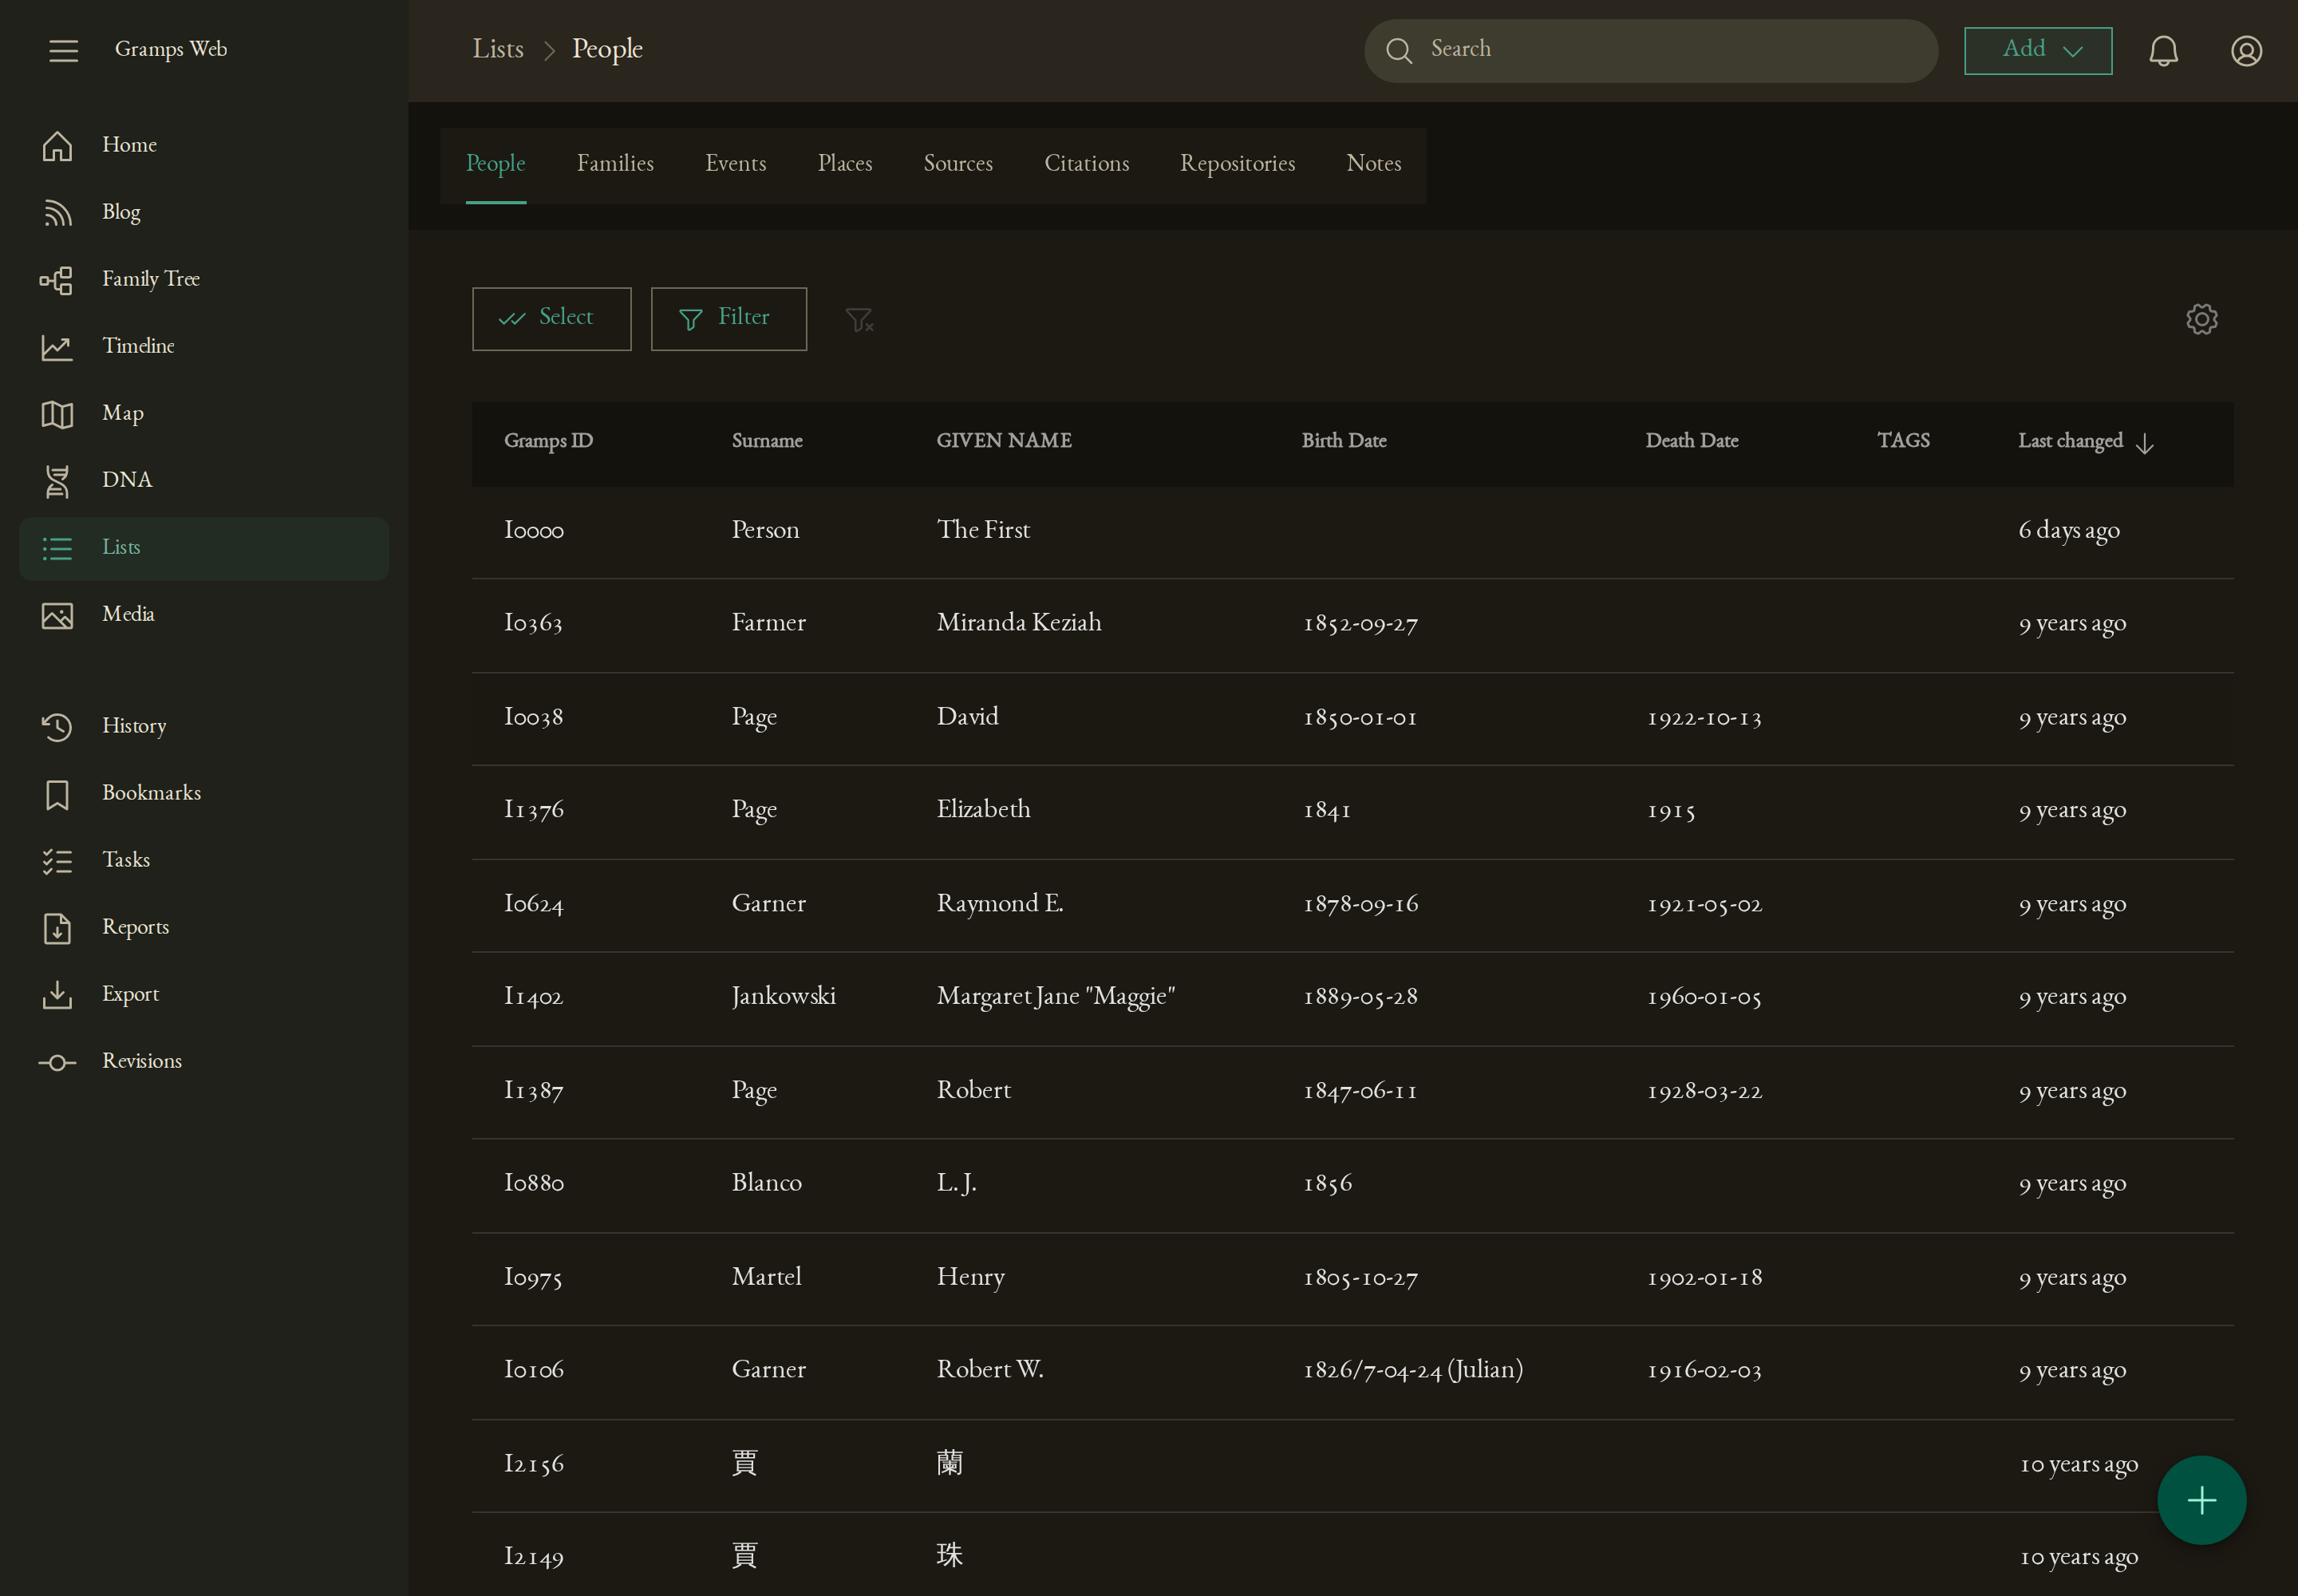 Gramps Web
Lists > People
Search
Add
Home
Blog
Family Tree
Timeline
Map
DNA
Lists
Media
History
Bookmarks
Tasks
Reports
Export
Revisions
People Families Events Places Sources Citations Repositories Notes
Select Filter
Gramps ID Surname GIVEN NAME Birth Date Death Date TAGS Last changed
I0000 Person The First 6 days ago
I0363 Farmer Miranda Keziah 1852-09-27 9 years ago
I0038 Page David 1850-01-01 1922-10-13 9 years ago
I1376 Page Elizabeth 1841 1915 9 years ago
I0624 Garner Raymond E. 1878-09-16 1921-05-02 9 years ago
I1402 Jankowski Margaret Jane "Maggie" 1889-05-28 1960-01-05 9 years ago
I1387 Page Robert 1847-06-11 1928-03-22 9 years ago
I0880 Blanco L. J. 1856 9 years ago
I0975 Martel Henry 1805-10-27 1902-01-18 9 years ago
I0106 Garner Robert W. 1826/7-04-24 (Julian) 1916-02-03 9 years ago
I2156 賈 蘭 10 years ago
I2149 賈 珠 10 years ago